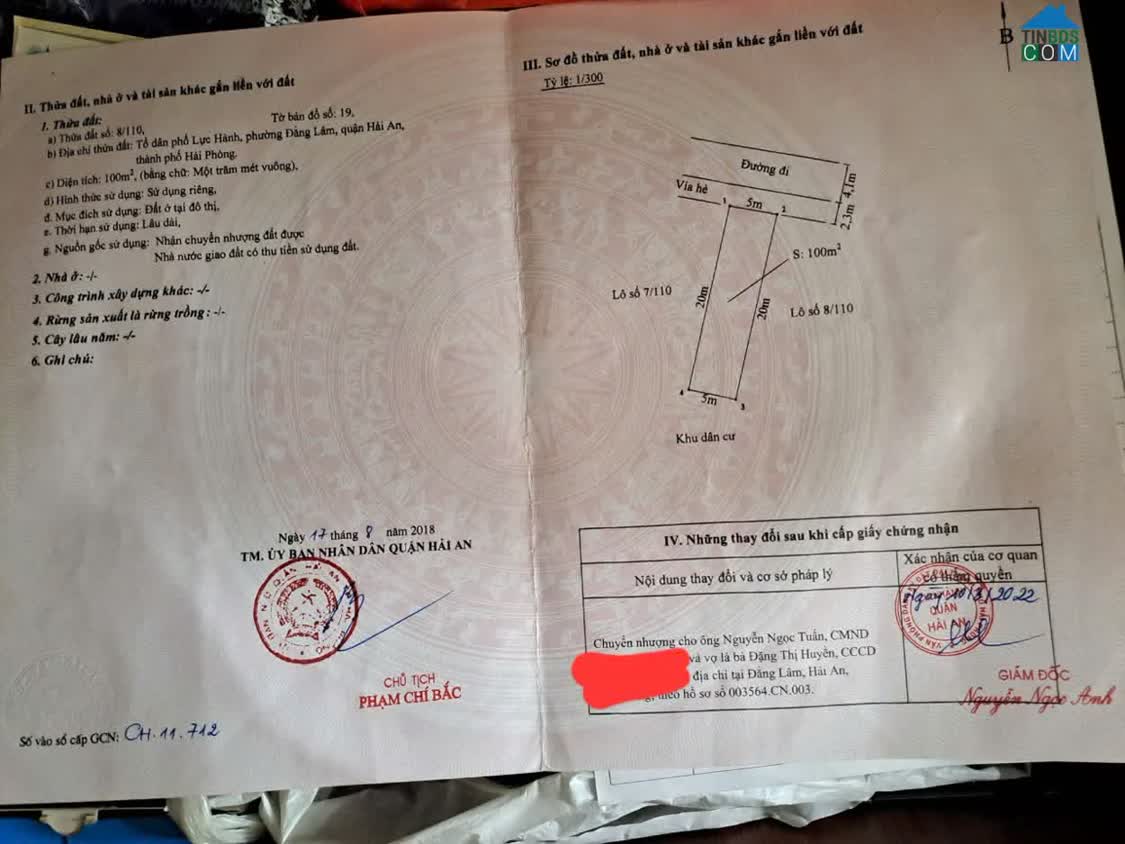 II. Thửa đất, nhà ở và tài sản khác gắn liền với đất
1. Thửa đất:
a) Thửa đất số: 8/110, Tờ bản đồ số: 19,
b) Địa chỉ thửa đất: Tổ dân phố Lực Hành, phường Đằng Lâm, quận Hải An,
thành phố Hải Phòng.
c) Diện tích: 100m², (bằng chữ: Một trăm mét vuông),
d) Hình thức sử dụng: Sử dụng riêng,
đ. Mục đích sử dụng: Đất ở tại đô thị,
e. Thời hạn sử dụng: Lâu dài,
g. Nguồn gốc sử dụng: Nhận chuyển nhượng đất được
Nhà nước giao đất có thu tiền sử dụng đất.
2. Nhà ở: -/-
3. Công trình xây dựng khác: -/-
4. Rừng sản xuất là rừng trồng: -/-
5. Cây lâu năm: -/-
6. Ghi chú:
Ngày 17 tháng 8 năm 2018
TM. ỦY BAN NHÂN DÂN QUẬN HẢI AN
CHỦ TỊCH
PHẠM CHÍ BẮC
Số vào sổ cấp GCN: CH.11.712
III. Sơ đồ thửa đất, nhà ở và tài sản khác gắn liền với đất
Tỷ lệ: 1/300
B
TINBDS
COM
Đường đi
4,1m
Vỉa hè
2,3m
1
5m
2
S: 100m²
Lô số 7/110
20m
20m
Lô số 8/110
4
5m
3
Khu dân cư
IV. Những thay đổi sau khi cấp giấy chứng nhận
Nội dung thay đổi và cơ sở pháp lý
Xác nhận của cơ quan
có thẩm quyền
Ngày 10/3/2022
QUẬN
HẢI AN
Chuyển nhượng cho ông Nguyễn Ngọc Tuấn, CMND
và vợ là bà Đặng Thị Huyền, CCCD
địa chỉ tại Đằng Lâm, Hải An,
theo hồ sơ số 003564.CN.003.
GIÁM ĐỐC
Nguyễn Ngọc Anh